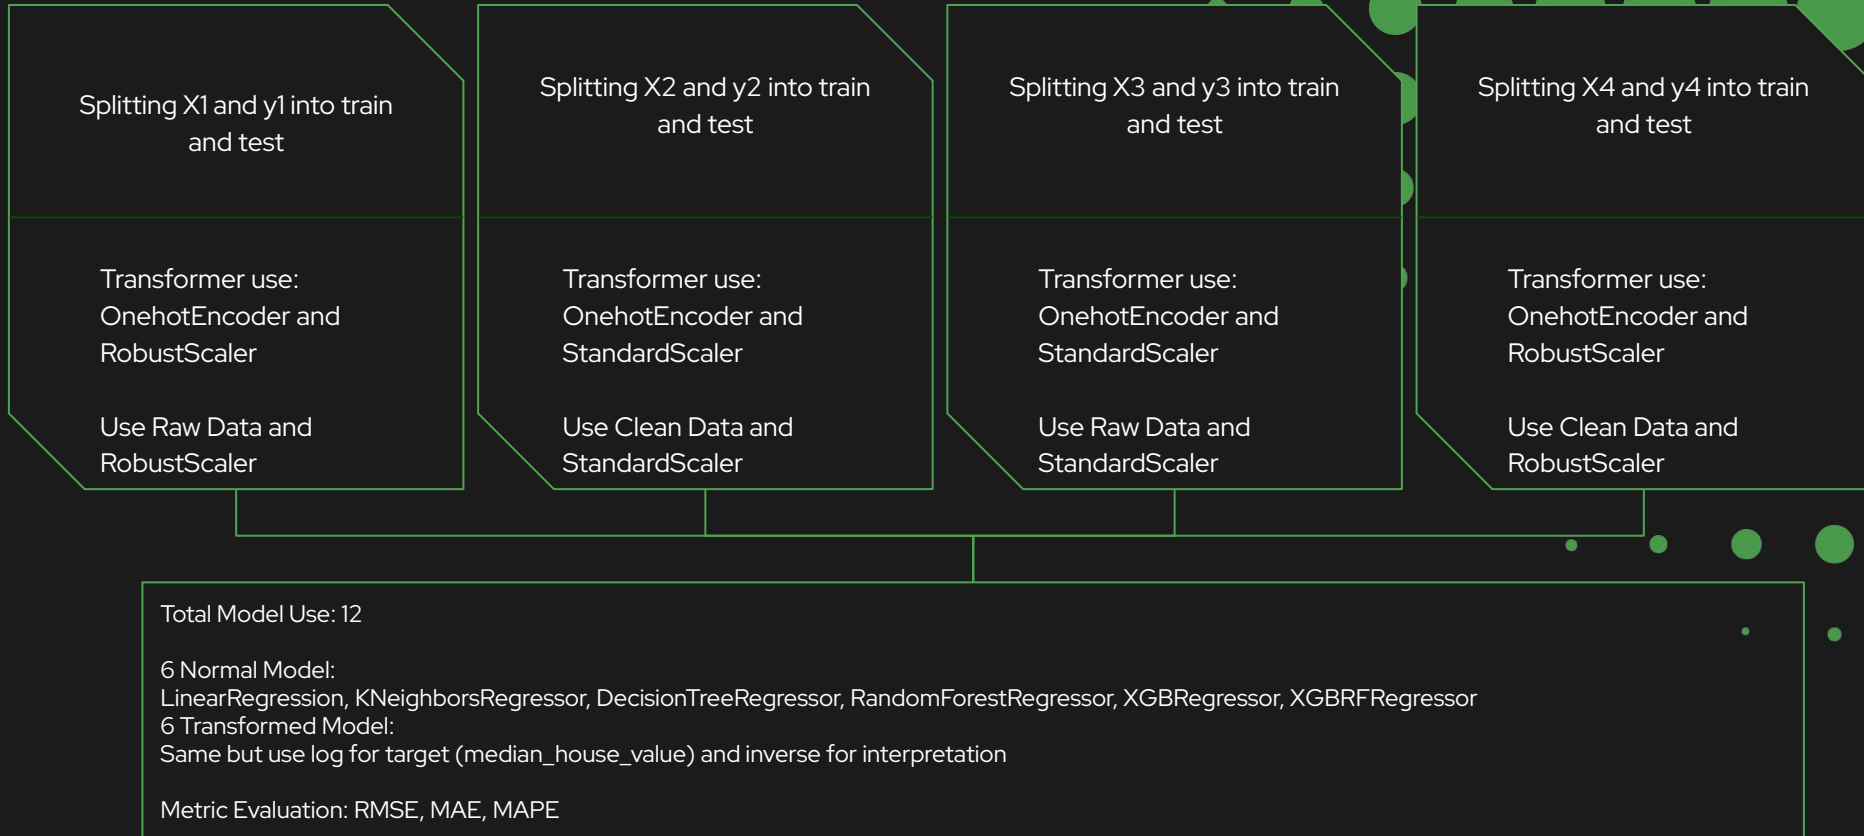 Splitting X1 and y1 into train
and test
Transformer use:
OnehotEncoder and
RobustScaler
Use Raw Data and
RobustScaler
Splitting X2 and y2 into train
and test
Transformer use:
OnehotEncoder and
StandardScaler
Use Clean Data and
StandardScaler
Splitting X3 and y3 into train
and test
Transformer use:
OnehotEncoder and
StandardScaler
Use Raw Data and
StandardScaler
Splitting X4 and y4 into train
and test
Transformer use:
OnehotEncoder and
RobustScaler
Use Clean Data and
RobustScaler
Total Model Use: 12
6 Normal Model:
LinearRegression, KNeighborsRegressor, DecisionTreeRegressor, RandomForestRegressor, XGBRegressor, XGBRFRegressor
6 Transformed Model:
Same but use log for target (median_house_value) and inverse for interpretation
Metric Evaluation: RMSE, MAE, MAPE